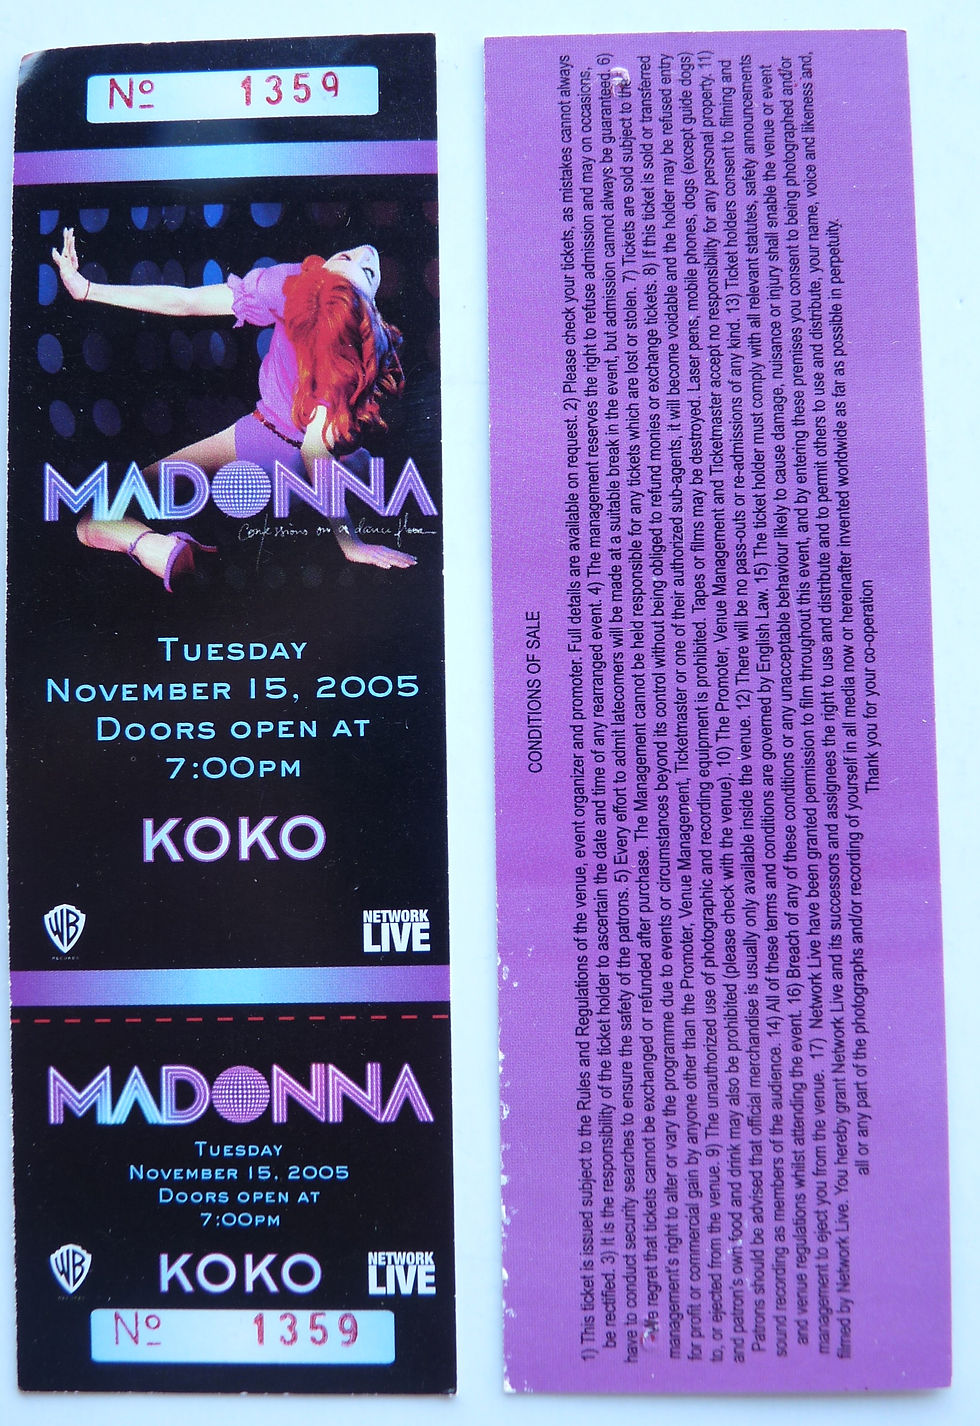 Nº 1359
MADONNA
Confessions on a dance floor
TUESDAY
NOVEMBER 15, 2005
DOORS OPEN AT
7:00PM
KOKO
WB
RECORDS
NETWORK
LIVE
MADONNA
TUESDAY
NOVEMBER 15, 2005
DOORS OPEN AT
7:00PM
KOKO
WB
NETWORK
LIVE
Nº 1359
CONDITIONS OF SALE
1) This ticket is issued subject to the Rules and Regulations of the venue, event organizer and promoter. Full details are available on request. 2) Please check your tickets, as mistakes cannot always
be rectified. 3) It is the responsibility of the ticket holder to ascertain the date and time of any rearranged event. 4) The management reserves the right to refuse admission and may on occasions,
have to conduct security searches to ensure the safety of the patrons. 5) Every effort to admit latecomers will be made at a suitable break in the event, but admission cannot always be guaranteed. 6)
We regret that tickets cannot be exchanged or refunded after purchase. The Management cannot be held responsible for any tickets which are lost or stolen. 7) Tickets are sold subject to the
management's right to alter or vary the programme due to events or circumstances beyond its control without being obliged to refund monies or exchange tickets. 8) If this ticket is sold or transferred
for profit or commercial gain by anyone other than the Promoter, Venue Management, Ticketmaster or one of their authorized sub-agents, it will become voidable and the holder may be refused entry
to, or ejected from the venue. 9) The unauthorized use of photographic and recording equipment is prohibited. Tapes or films may be destroyed. Laser pens, mobile phones, dogs (except guide dogs)
and patron's own food and drink may also be prohibited (please check with the venue). 10) The Promoter, Venue Management and Ticketmaster accept no responsibility for any personal property. 11)
Patrons should be advised that official merchandise is usually only available inside the venue. 12) There will be no pass-outs or re-admissions of any kind. 13) Ticket holders consent to filming and
sound recording as members of the audience. 14) All of these terms and conditions are governed by English Law. 15) The ticket holder must comply with all relevant statutes, safety announcements
and venue regulations whilst attending the event. 16) Breach of any of these conditions or any unacceptable behaviour likely to cause damage, nuisance or injury shall enable the venue or event
management to eject you from the venue. 17) Network Live have been granted permission to film throughout this event, and by entering these premises you consent to being photographed and/or
filmed by Network Live. You hereby grant Network Live and its successors and assignees the right to use and distribute and to permit others to use and distribute, your name, voice and likeness and,
all or any part of the photographs and/or recording of yourself in all media now or hereinafter invented worldwide as far as possible in perpetuity.
Thank you for your co-operation